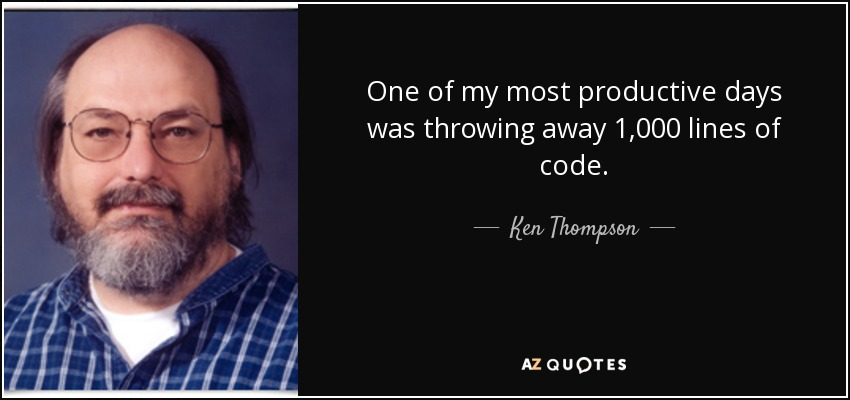 One of my most productive days
was throwing away 1,000 lines of
code.
Ken Thompson
AZ QUOTES